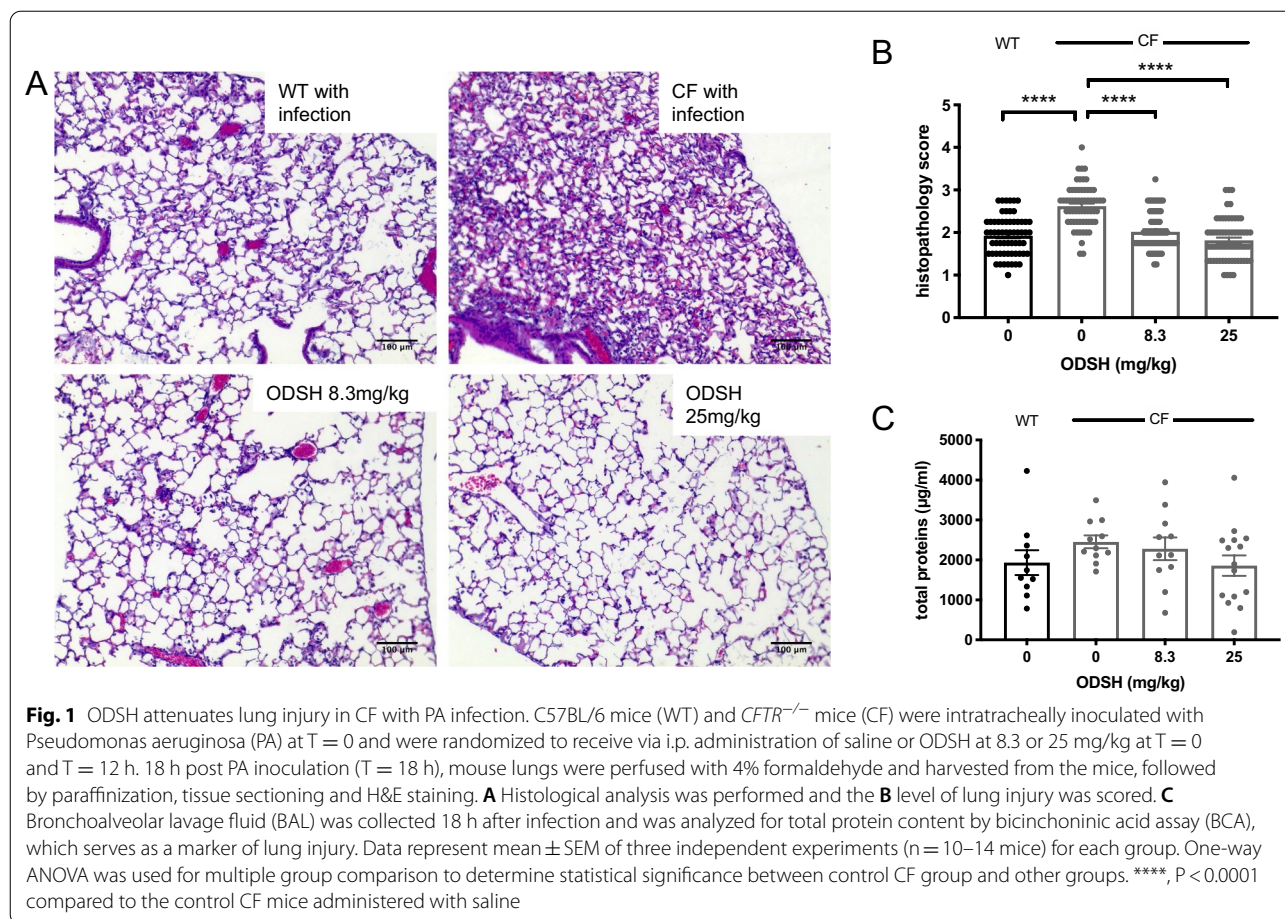 A
WT with
infection
100 µm
CF with
infection
100 µm
ODSH 8.3mg/kg
100 µm
ODSH
25mg/kg
100 µm
B
WT
CF
****
****
****
5
4
3
2
1
0
histopathology score
0
0
8.3
25
ODSH (mg/kg)
C
WT
CF
5000
4000
3000
2000
1000
0
total proteins (µg/ml)
0
0
8.3
25
ODSH (mg/kg)
Fig. 1 ODSH attenuates lung injury in CF with PA infection. C57BL/6 mice (WT) and CFTR−/− mice (CF) were intratracheally inoculated with
Pseudomonas aeruginosa (PA) at T = 0 and were randomized to receive via i.p. administration of saline or ODSH at 8.3 or 25 mg/kg at T = 0
and T = 12 h. 18 h post PA inoculation (T = 18 h), mouse lungs were perfused with 4% formaldehyde and harvested from the mice, followed
by paraffinization, tissue sectioning and H&E staining. A Histological analysis was performed and the B level of lung injury was scored. C
Bronchoalveolar lavage fluid (BAL) was collected 18 h after infection and was analyzed for total protein content by bicinchoninic acid assay (BCA),
which serves as a marker of lung injury. Data represent mean ± SEM of three independent experiments (n = 10–14 mice) for each group. One-way
ANOVA was used for multiple group comparison to determine statistical significance between control CF group and other groups. ****, P < 0.0001
compared to the control CF mice administered with saline